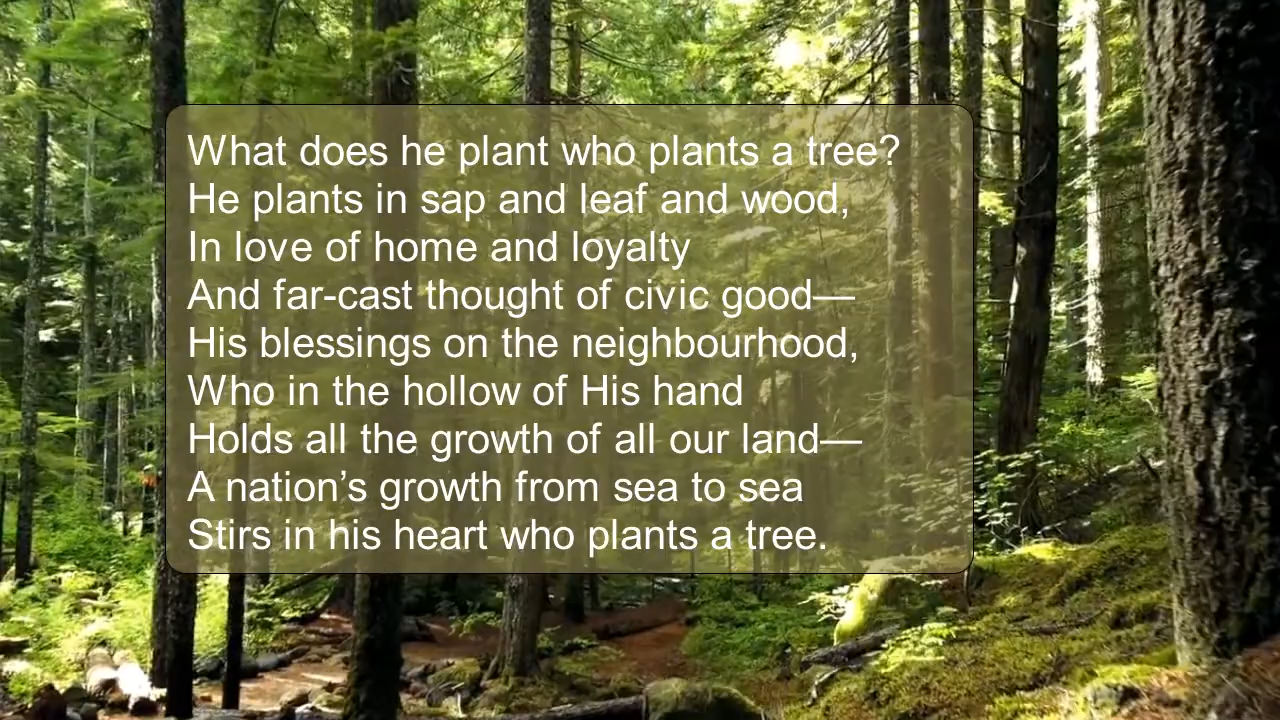 What does he plant who plants a tree?
He plants in sap and leaf and wood,
In love of home and loyalty
And far-cast thought of civic good—
His blessings on the neighbourhood,
Who in the hollow of His hand
Holds all the growth of all our land—
A nation’s growth from sea to sea
Stirs in his heart who plants a tree.